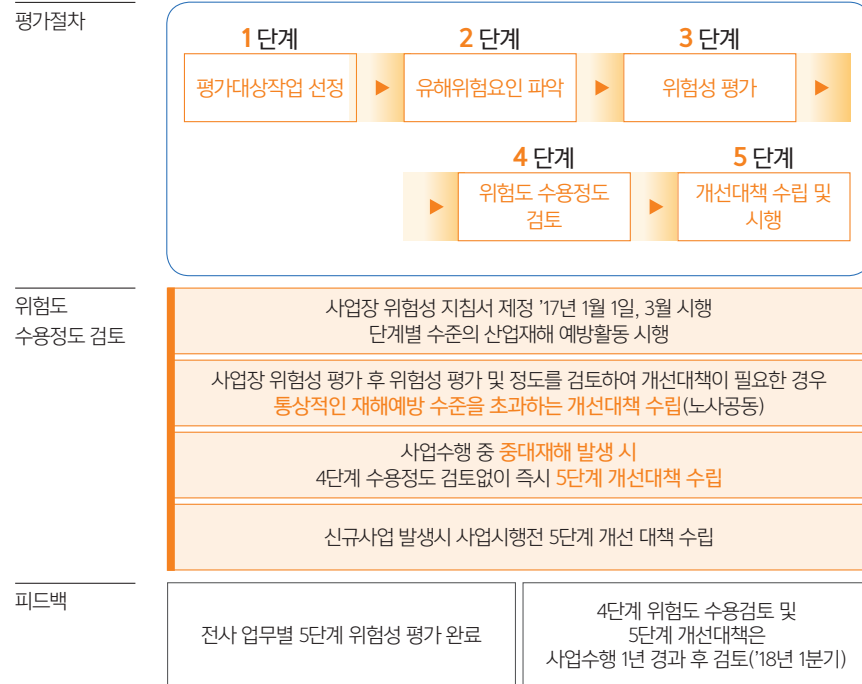 평가절차
1 단계
평가대상작업 선정
2 단계
유해위험요인 파악
3 단계
위험성 평가
4 단계
위험도 수용정도
검토
5 단계
개선대책 수립 및
시행
위험도
수용정도 검토
사업장 위험성 지침서 제정 ’17년 1월 1일, 3월 시행
단계별 수준의 산업재해 예방활동 시행
사업장 위험성 평가 후 위험성 평가 및 정도를 검토하여 개선대책이 필요한 경우
통상적인 재해예방 수준을 초과하는 개선대책 수립(노사공동)
사업수행 중 중대재해 발생 시
4단계 수용정도 검토없이 즉시 5단계 개선대책 수립
신규사업 발생시 사업시행전 5단계 개선 대책 수립
피드백
전사 업무별 5단계 위험성 평가 완료
4단계 위험도 수용검토 및
5단계 개선대책은
사업수행 1년 경과 후 검토(’18년 1분기)